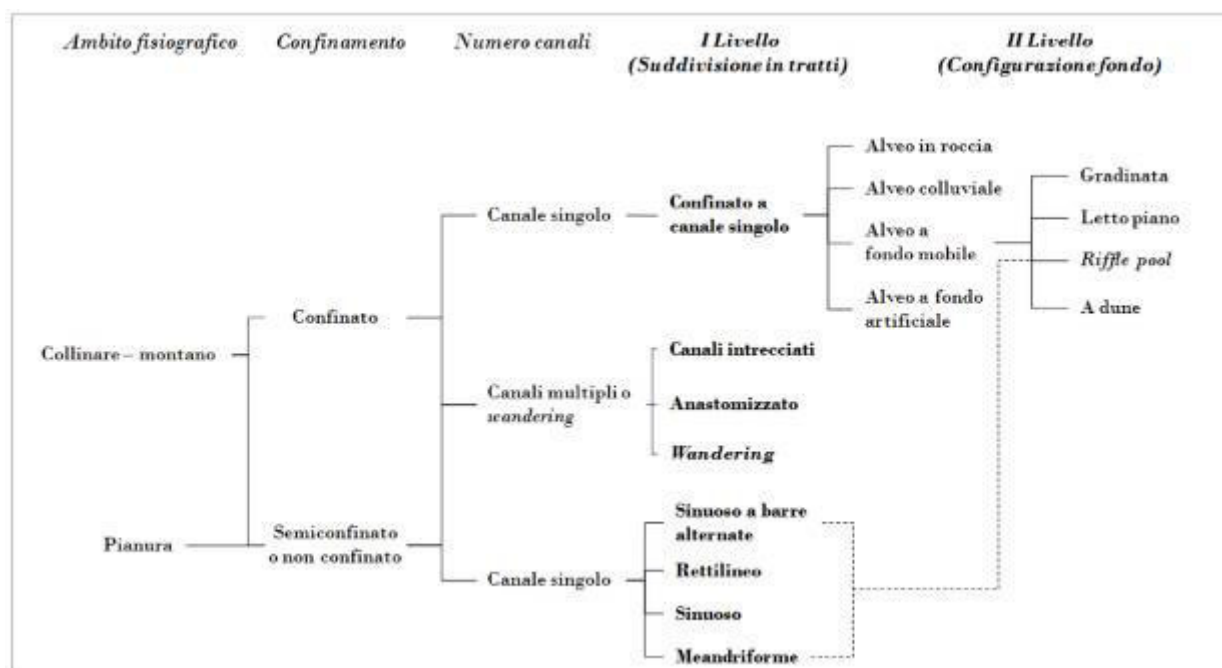 Ambito fisiografico
Confinamento
Numero canali
I Livello
(Suddivisione in tratti)
II Livello
(Configurazione fondo)
Collinare – montano
Pianura
Confinato
Semiconfinato
o non confinato
Canale singolo
Canali multipli o
wandering
Canale singolo
Confinato a
canale singolo
Canali intrecciati
Anastomizzato
Wandering
Sinuoso a barre
alternate
Rettilineo
Sinuoso
Meandriforme
Alveo in roccia
Alveo colluviale
Alveo a
fondo mobile
Alveo a fondo
artificiale
Gradinata
Letto piano
Riffle pool
A dune